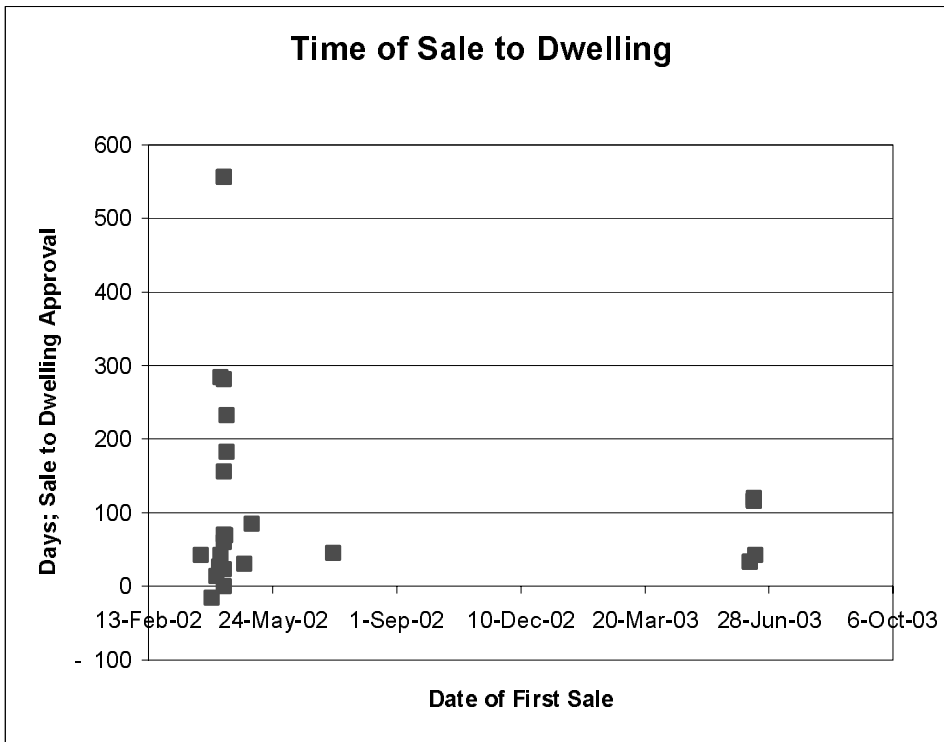 Time of Sale to Dwelling
600
500
400
300
200
100
0
- 100
Days; Sale to Dwelling Approval
13-Feb-02 24-May-02 1-Sep-02 10-Dec-02 20-Mar-03 28-Jun-03 6-Oct-03
Date of First Sale